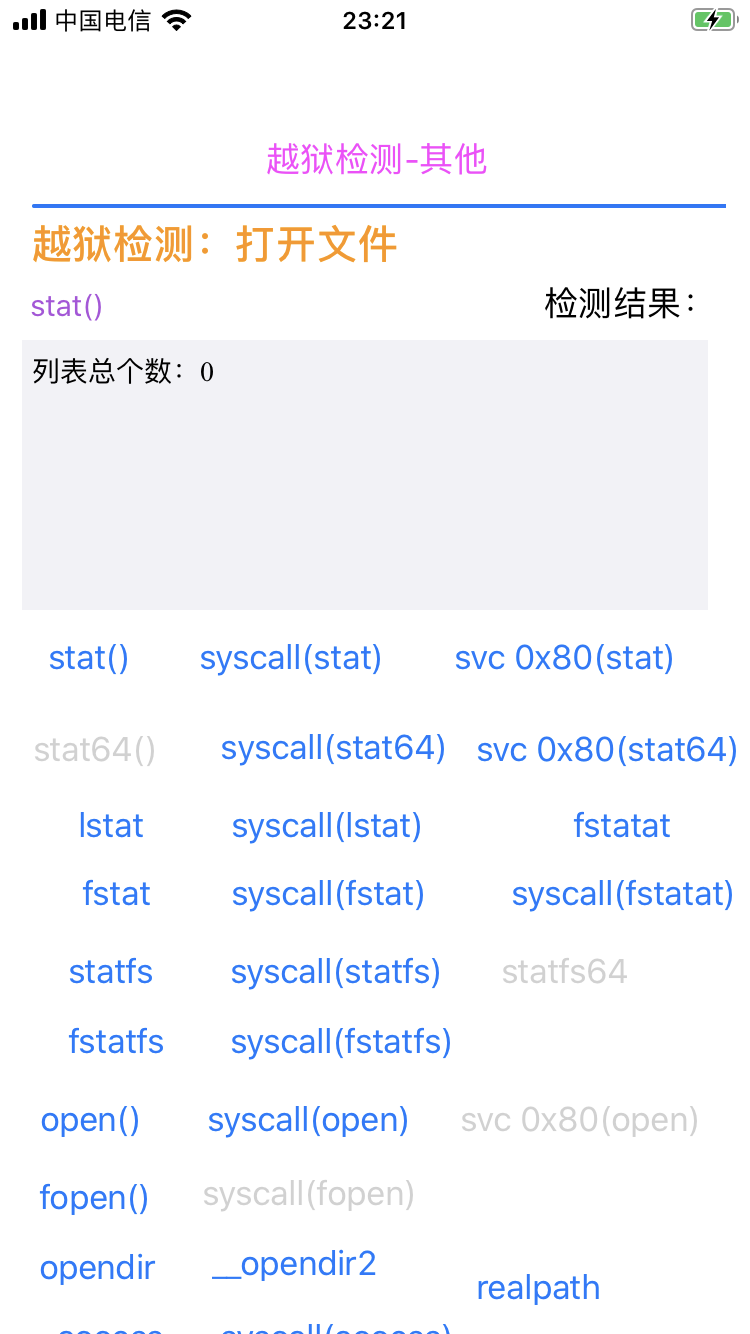 中国电信 23:21
越狱检测-其他
越狱检测：打开文件
stat() 检测结果：
列表总个数：0
stat() syscall(stat) svc 0x80(stat)
stat64() syscall(stat64) svc 0x80(stat64)
lstat syscall(lstat) fstatat
fstat syscall(fstat) syscall(fstatat)
statfs syscall(statfs) statfs64
fstatfs syscall(fstatfs)
open() syscall(open) svc 0x80(open)
fopen() syscall(fopen)
opendir __opendir2 realpath
access syscall(access)